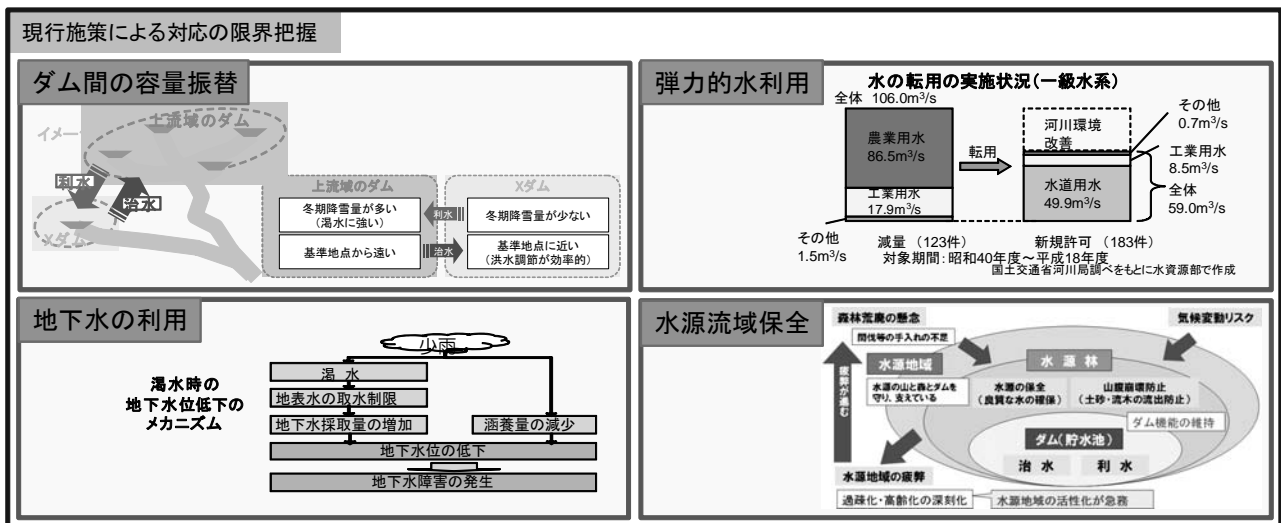 現行施策による対応の限界把握
ダム間の容量振替
イメー
上流域のダム
利水
治水
Xダム
上流域のダム
Xダム
冬期降雪量が多い
(渇水に強い)
利水
冬期降雪量が少ない
基準地点から遠い
治水
基準地点に近い
(洪水調節が効率的)
弾力的水利用
水の転用の実施状況(一級水系)
全体 106.0m³/s
農業用水
86.5m³/s
工業用水
17.9m³/s
その他
1.5m³/s
転用
河川環境
改善
水道用水
49.9m³/s
その他
0.7m³/s
工業用水
8.5m³/s
全体
59.0m³/s
減量 (123件)
新規許可 (183件)
対象期間:昭和40年度~平成18年度
国土交通省河川局調べをもとに水資源部で作成
地下水の利用
渇水時の
地下水位低下の
メカニズム
少雨
渇 水
地表水の取水制限
地下水採取量の増加
涵養量の減少
地下水位の低下
地下水障害の発生
水源流域保全
森林荒廃の懸念
気候変動リスク
間伐等の手入れの不足
水源地域
水 源 林
疲弊が進む
水源の山と森とダムを
守り、支えている
水源の保全
(良質な水の確保)
山腹崩壊防止
(土砂・流木の流出防止)
ダム機能の維持
ダム(貯水池)
治 水
利 水
水源地域の疲弊
過疎化・高齢化の深刻化
水源地域の活性化が急務